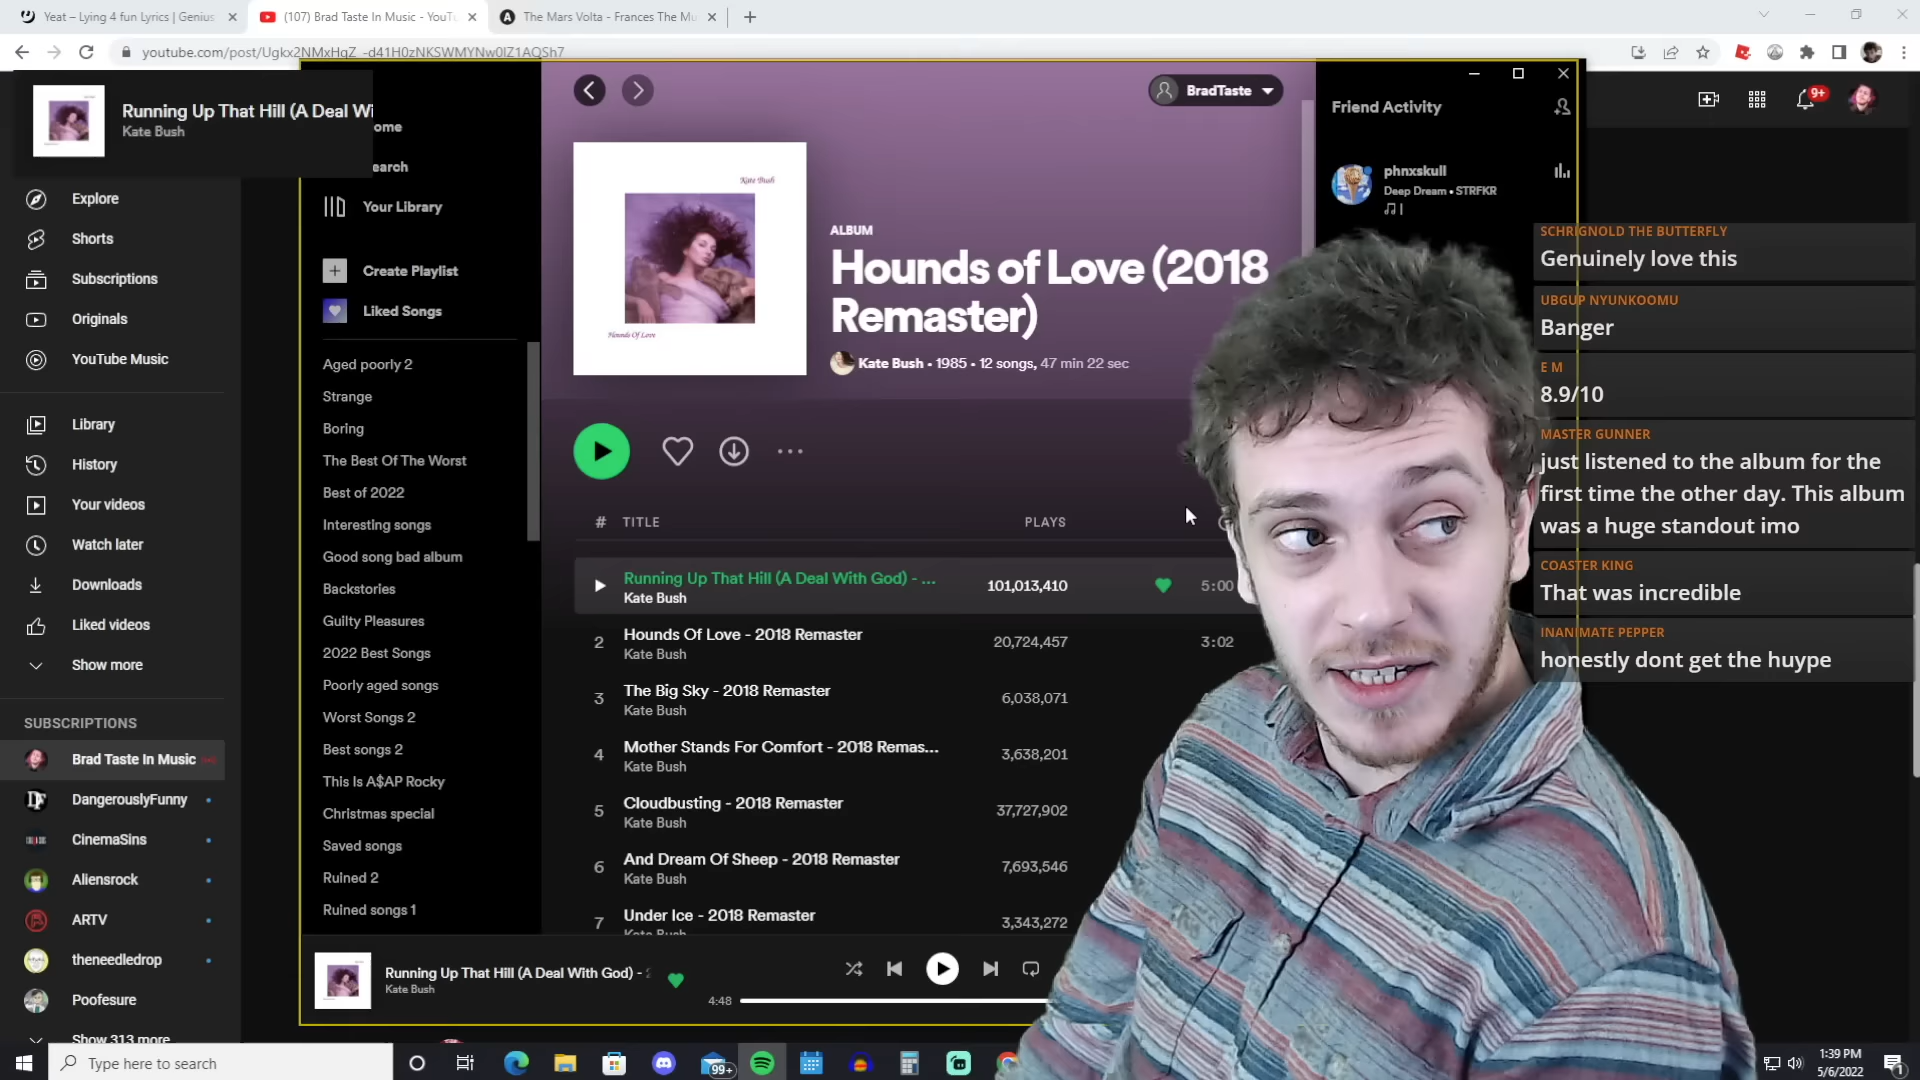 Yeat – Lying 4 fun Lyrics | Genius
(107) Brad Taste In Music - YouTu
The Mars Volta - Frances The Mu
youtube.com/post/Ugkx2NMxHgZ_-d41H0zNKSWMYNw0IZ1AQSh7
Running Up That Hill (A Deal Wi
Kate Bush
Explore
Shorts
Subscriptions
Originals
YouTube Music
Library
History
Your videos
Watch later
Downloads
Liked videos
Show more
SUBSCRIPTIONS
Brad Taste In Music
DangerouslyFunny
CinemaSins
Aliensrock
ARTV
theneedledrop
Poofesure
Show 313 more
ome
earch
Your Library
Create Playlist
Liked Songs
Aged poorly 2
Strange
Boring
The Best Of The Worst
Best of 2022
Interesting songs
Good song bad album
Backstories
Guilty Pleasures
2022 Best Songs
Poorly aged songs
Worst Songs 2
Best songs 2
This Is A$AP Rocky
Christmas special
Saved songs
Ruined 2
Ruined songs 1
BradTaste
Kate Bush
Hounds Of Love
ALBUM
Hounds of Love (2018
Remaster)
Kate Bush • 1985 • 12 songs, 47 min 22 sec
# TITLE PLAYS
Running Up That Hill (A Deal With God) - ... 101,013,410 5:00
Kate Bush
2 Hounds Of Love - 2018 Remaster 20,724,457 3:02
Kate Bush
3 The Big Sky - 2018 Remaster 6,038,071
Kate Bush
4 Mother Stands For Comfort - 2018 Remas... 3,638,201
Kate Bush
5 Cloudbusting - 2018 Remaster 37,727,902
Kate Bush
6 And Dream Of Sheep - 2018 Remaster 7,693,546
Kate Bush
7 Under Ice - 2018 Remaster 3,343,272
Kate Bush
Running Up That Hill (A Deal With God) - 2
Kate Bush
4:48
Friend Activity
phnxskull
Deep Dream • STRFKR
9+
SCHRIGNOLD THE BUTTERFLY
Genuinely love this
UBGUP NYUNKOOMU
Banger
E M
8.9/10
MASTER GUNNER
just listened to the album for the
first time the other day. This album
was a huge standout imo
COASTER KING
That was incredible
INANIMATE PEPPER
honestly dont get the huype
Type here to search
99+
1:39 PM
5/6/2022
1